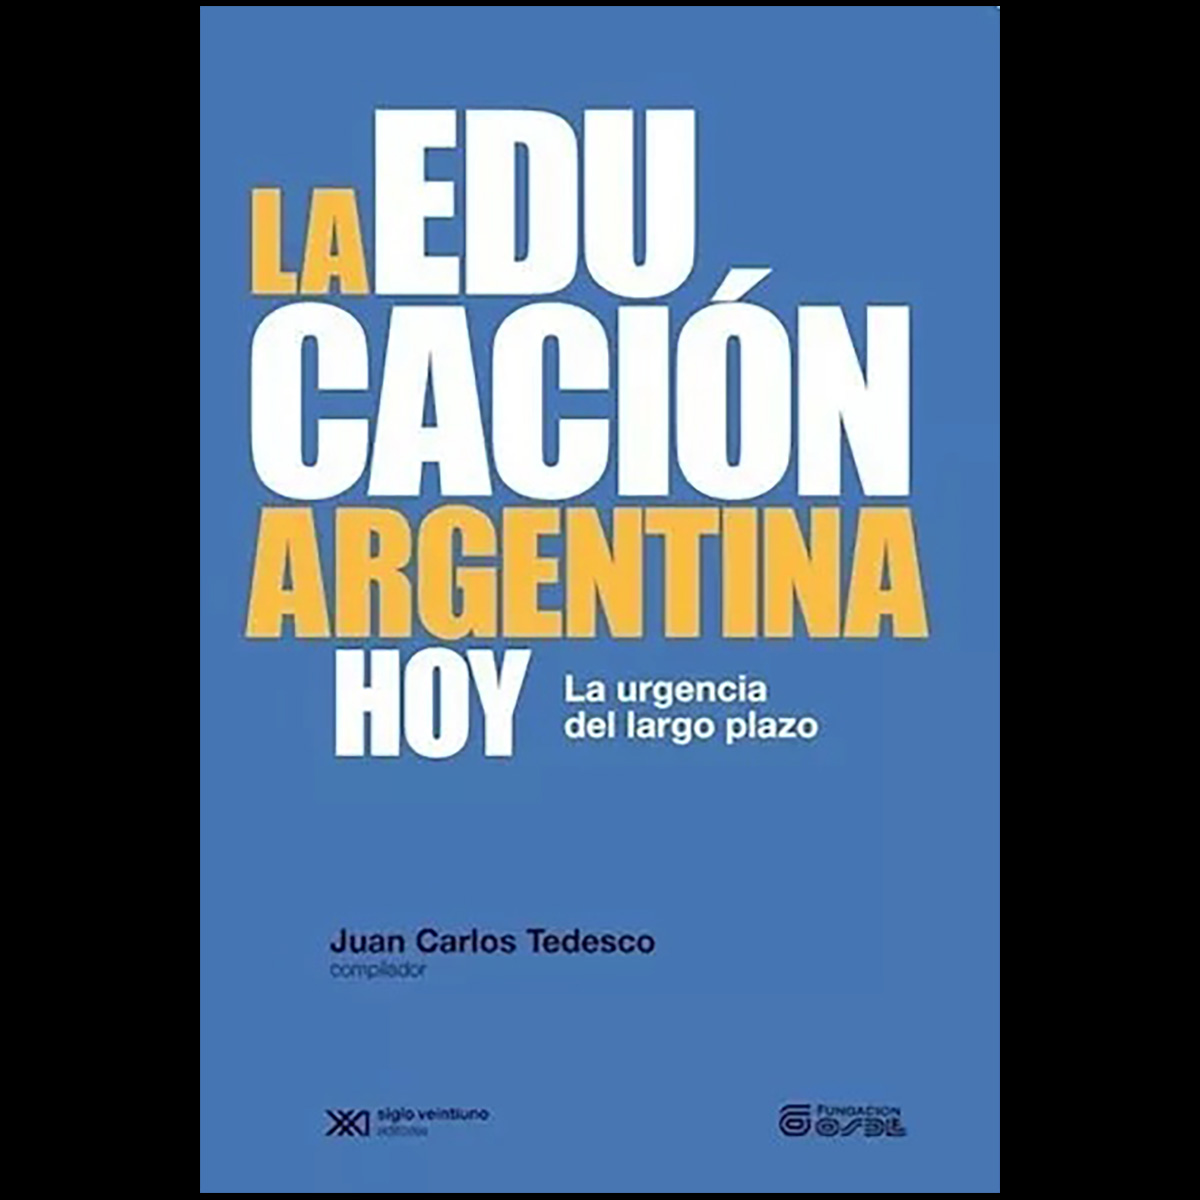 LA EDU
CACIÓN
ARGENTINA
HOY
La urgencia
del largo plazo
Juan Carlos Tedesco
compilador
siglo veintiuno
editores
FUNDACION
OSDE